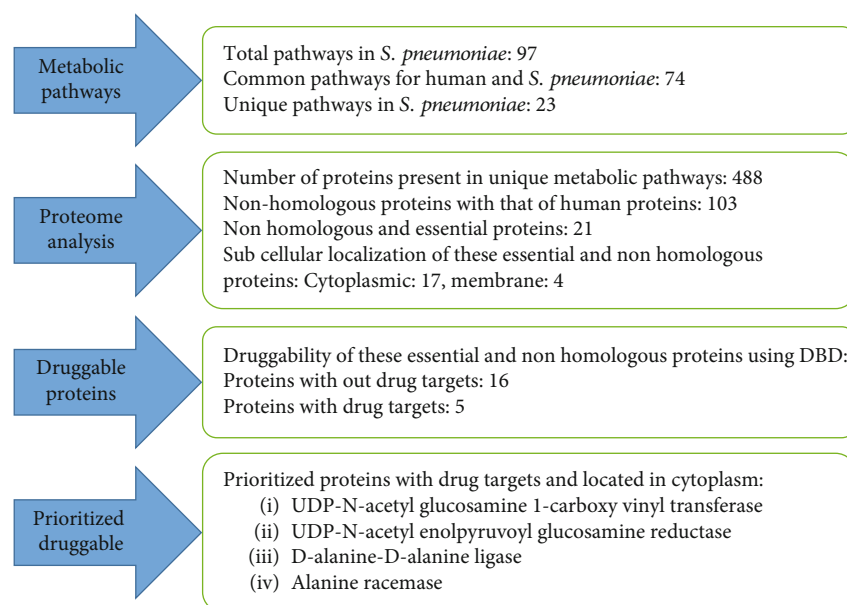 Metabolic
pathways
Total pathways in S. pneumoniae: 97
Common pathways for human and S. pneumoniae: 74
Unique pathways in S. pneumoniae: 23
Proteome
analysis
Number of proteins present in unique metabolic pathways: 488
Non-homologous proteins with that of human proteins: 103
Non homologous and essential proteins: 21
Sub cellular localization of these essential and non homologous
proteins: Cytoplasmic: 17, membrane: 4
Druggable
proteins
Druggability of these essential and non homologous proteins using DBD:
Proteins with out drug targets: 16
Proteins with drug targets: 5
Prioritized
druggable
Prioritized proteins with drug targets and located in cytoplasm:
(i) UDP-N-acetyl glucosamine 1-carboxy vinyl transferase
(ii) UDP-N-acetyl enolpyruvoyl glucosamine reductase
(iii) D-alanine-D-alanine ligase
(iv) Alanine racemase